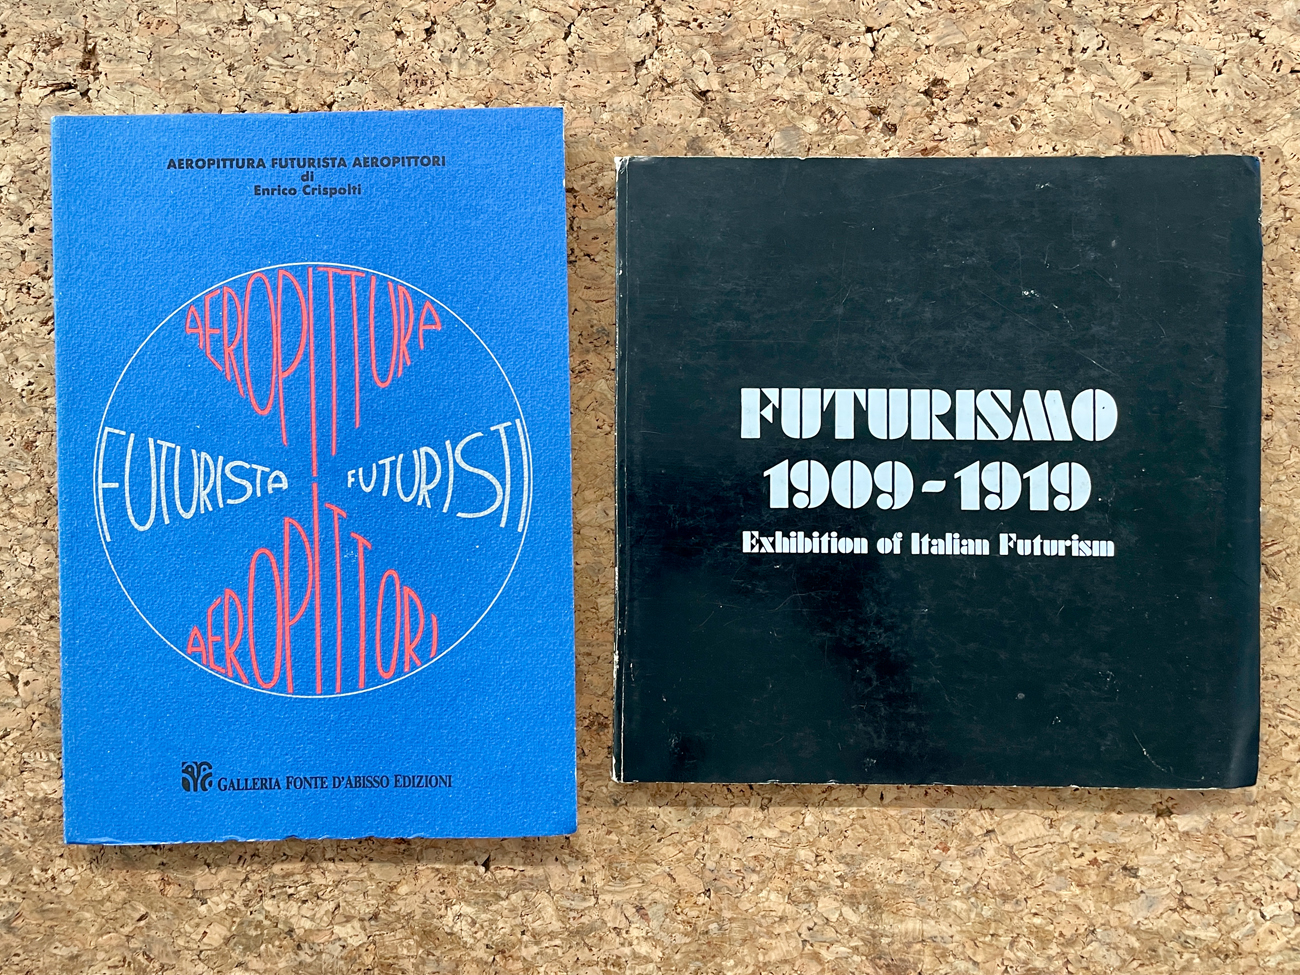 AEROPITTURA FUTURISTA AEROPITTORI
di
Enrico Crispolti
AEROPITTURA
FUTURISTA FUTURISTI
AEROPITTORI
GALLERIA FONTE D'ABISSO EDIZIONI
FUTURISMO
1909-1919
Exhibition of Italian Futurism